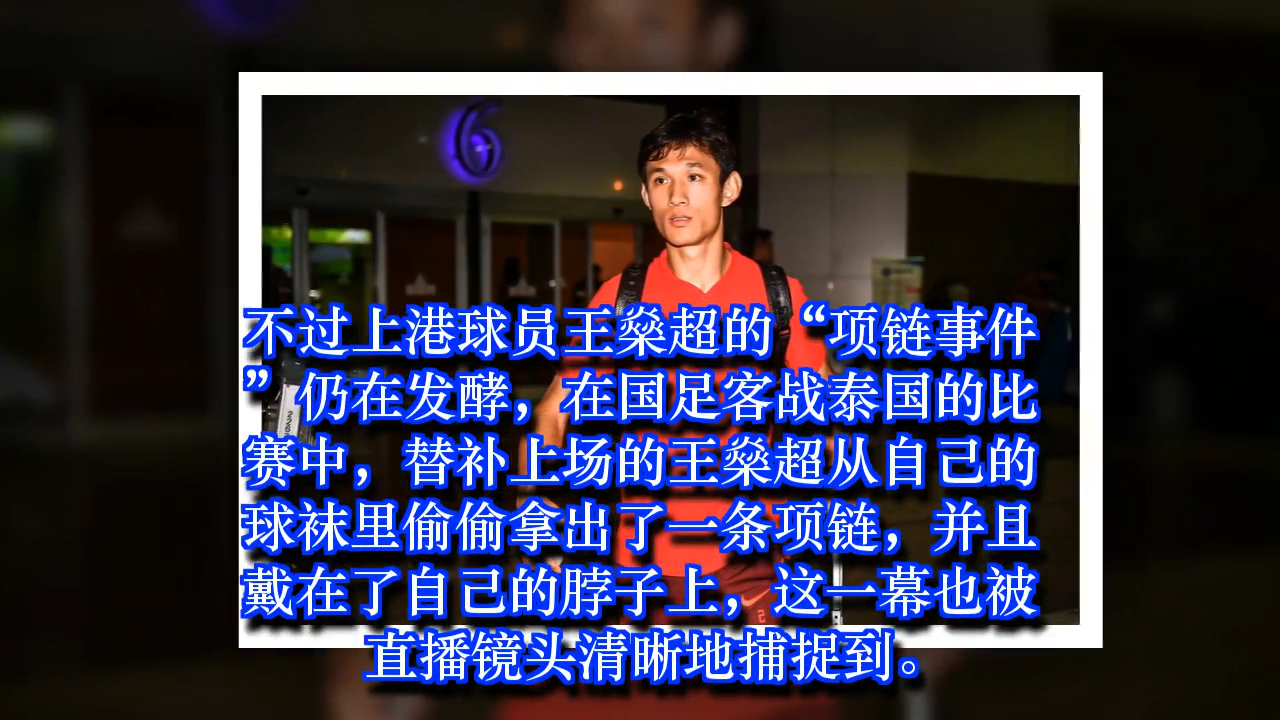 6
不过上港球员王燊超的“项链事件
”仍在发酵，在国足客战泰国的比
赛中，替补上场的王燊超从自己的
球袜里偷偷拿出了一条项链，并且
戴在了自己的脖子上，这一幕也被
直播镜头清晰地捕捉到。
2